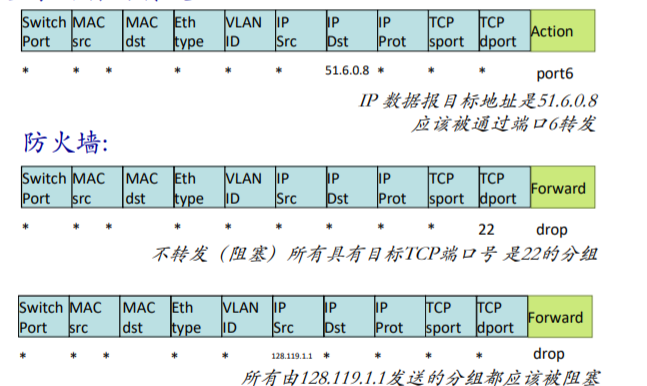 Switch Port MAC src MAC dst Eth type VLAN ID IP Src IP Dst IP Prot TCP sport TCP dport Action
* * * * * * 51.6.0.8 * * * port6
IP 数据报目标地址是51.6.0.8
应该被通过端口6转发
防火墙:
Switch Port MAC src MAC dst Eth type VLAN ID IP Src IP Dst IP Prot TCP sport TCP dport Forward
* * * * * * * * * 22 drop
不转发（阻塞）所有具有目标TCP端口号 是22的分组
Switch Port MAC src MAC dst Eth type VLAN ID IP Src IP Dst IP Prot TCP sport TCP dport Forward
* * * * * 128.119.1.1 * * * * drop
所有由128.119.1.1发送的分组都应该被阻塞